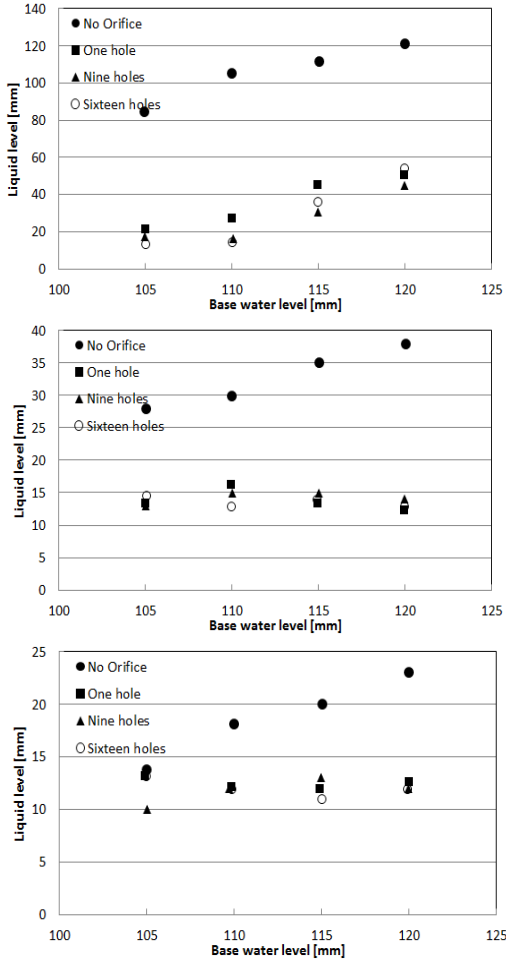 140
120
100
80
60
40
20
0
Liquid level [mm]
No Orifice
One hole
Nine holes
Sixteen holes
100 105 110 115 120 125
Base water level [mm]
40
35
30
25
20
15
10
5
0
Liquid level [mm]
No Orifice
One hole
Nine holes
Sixteen holes
100 105 110 115 120 125
Base water level [mm]
25
20
15
10
5
0
Liquid level [mm]
No Orifice
One hole
Nine holes
Sixteen holes
100 105 110 115 120 125
Base water level [mm]